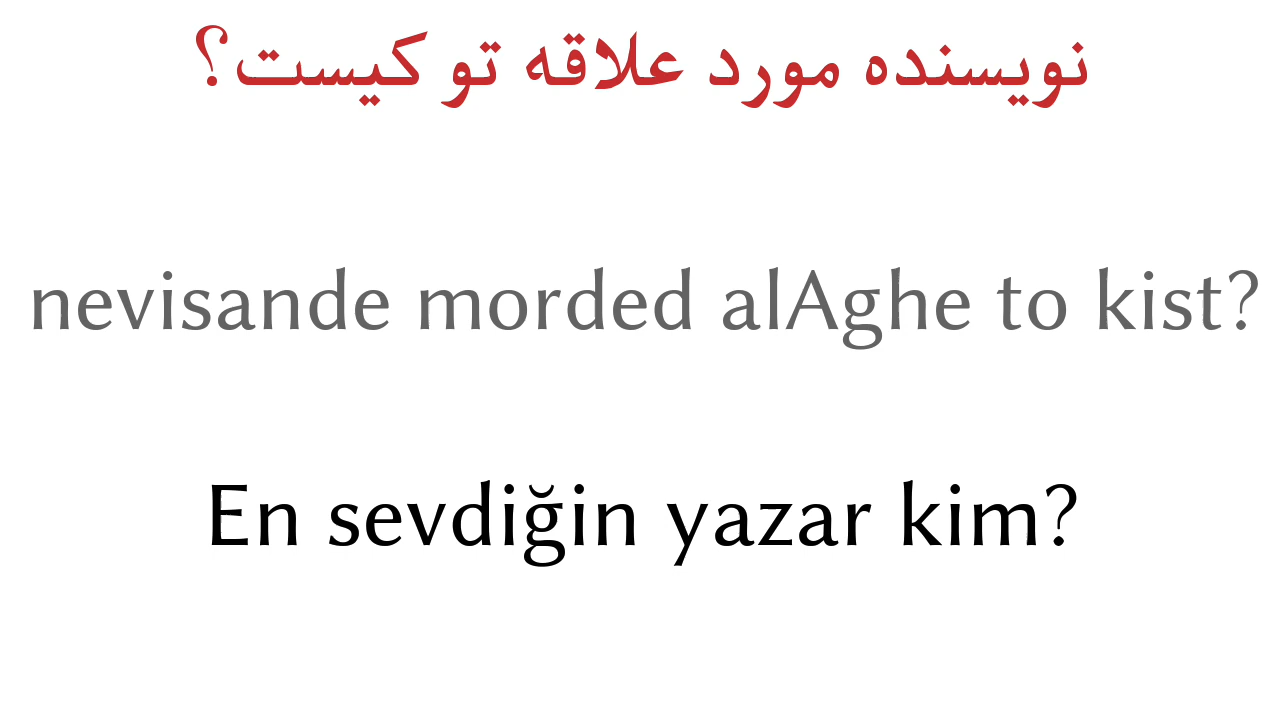 نویسنده مورد علاقه تو کیست؟
nevisande morded alAghe to kist?
En sevdiğin yazar kim?